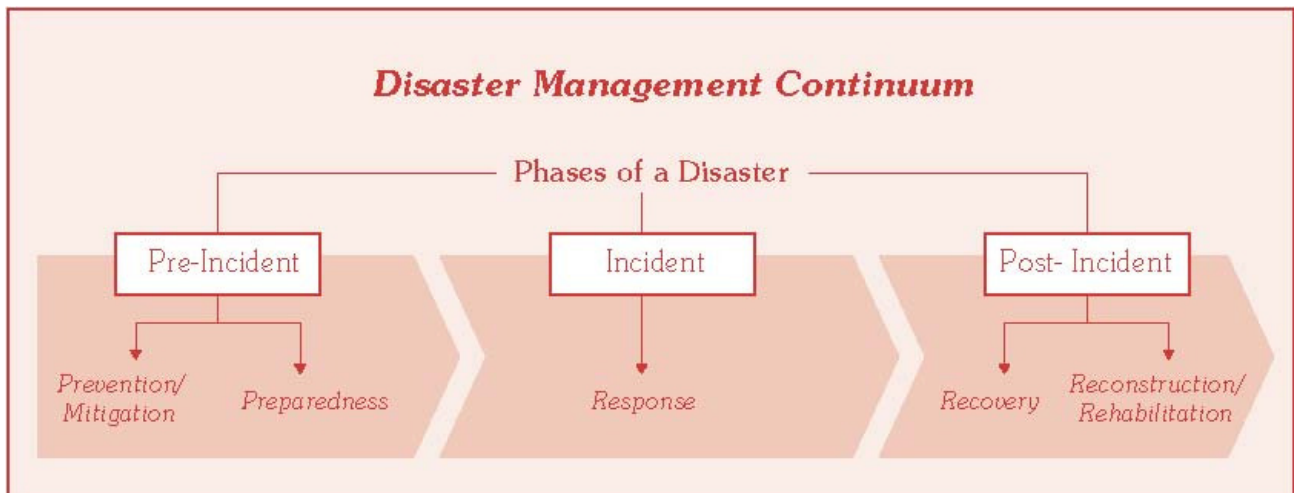 Disaster Management Continuum
Phases of a Disaster
Pre-Incident
Incident
Post- Incident
Prevention/
Mitigation
Preparedness
Response
Recovery
Reconstruction/
Rehabilitation